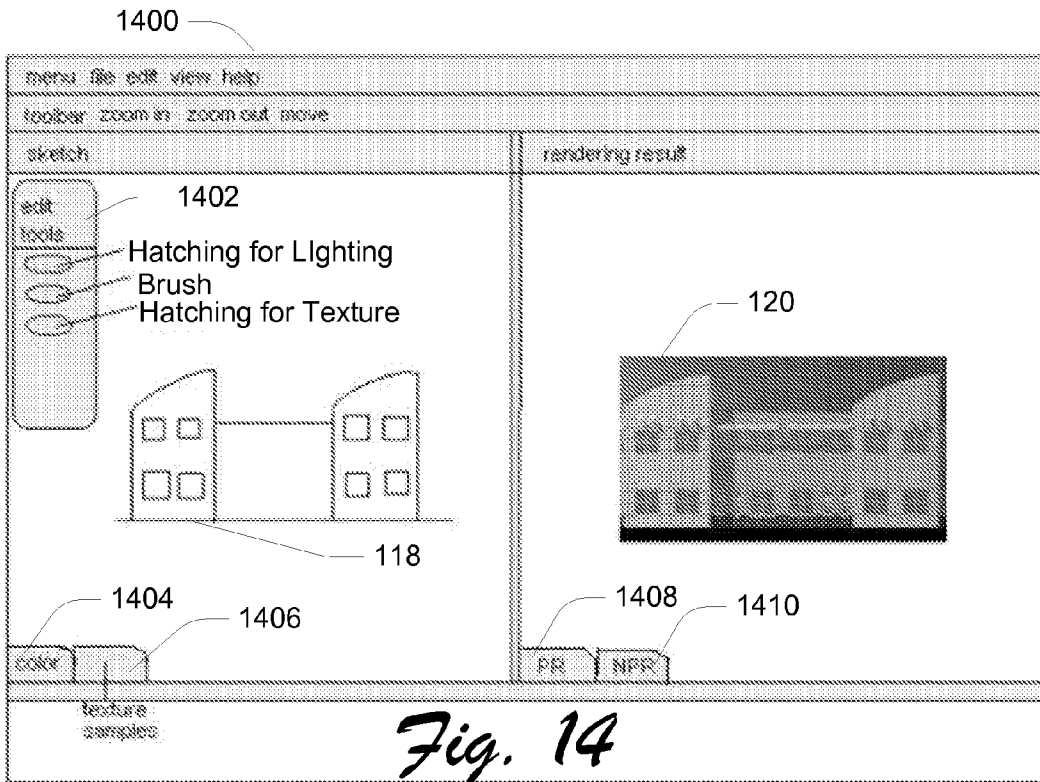 1400
menu file edit view help
toolbar zoom in zoom out move
sketch
rendering result
edit
tools
1402
Hatching for LIghting
Brush
Hatching for Texture
120
118
1404
1406
1408
1410
color
PR
NPR
texture
samples
Fig. 14